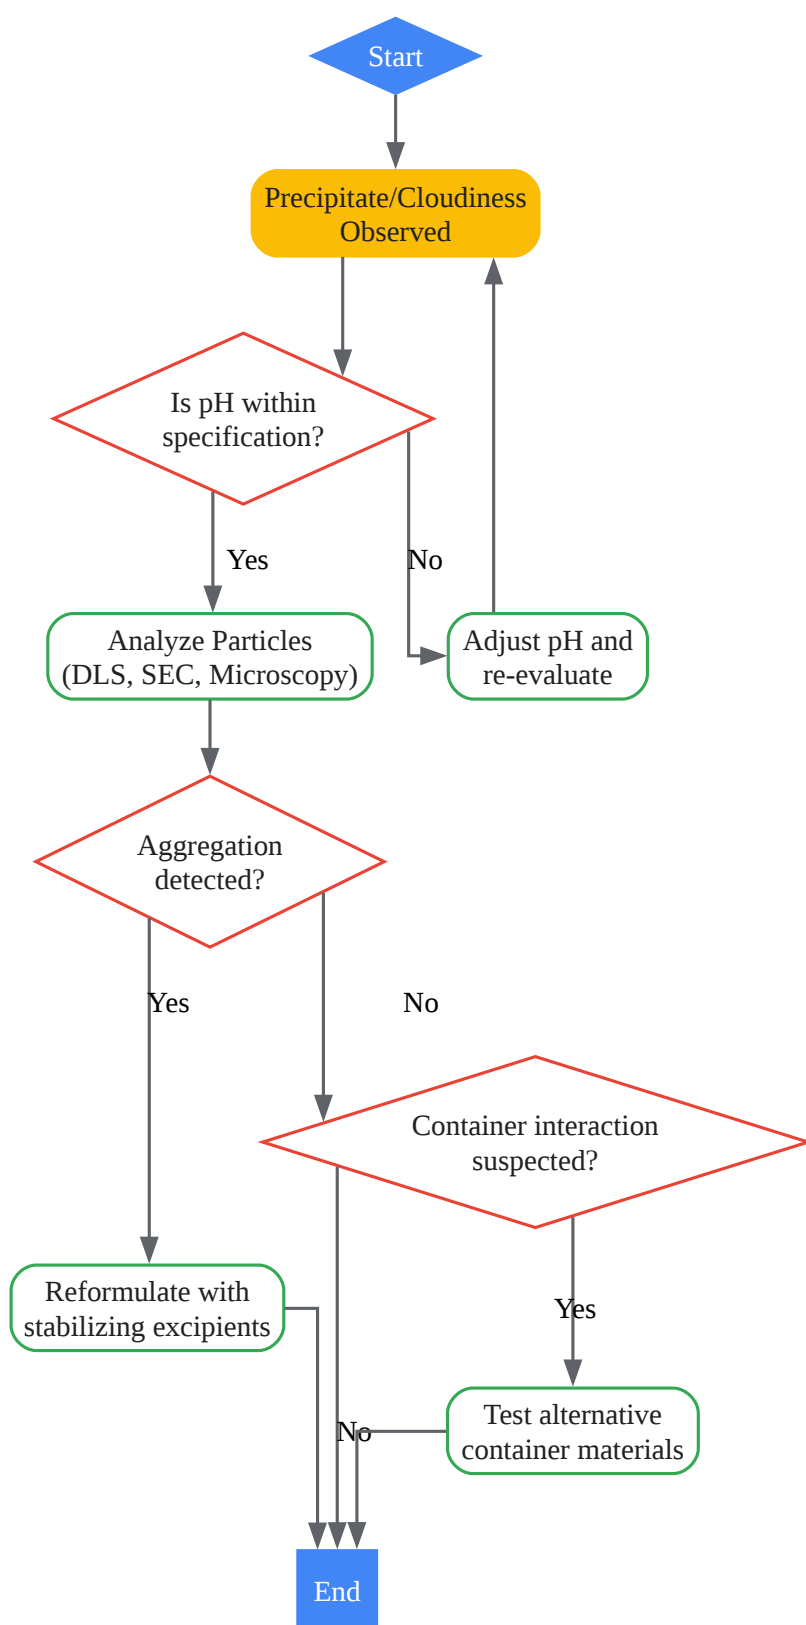 Start
Precipitate/Cloudiness
Observed
Is pH within
specification?
Yes
No
Analyze Particles
(DLS, SEC, Microscopy)
Adjust pH and
re-evaluate
Aggregation
detected?
Yes
No
Container interaction
suspected?
Reformulate with
stabilizing excipients
Yes
Test alternative
container materials
No
End